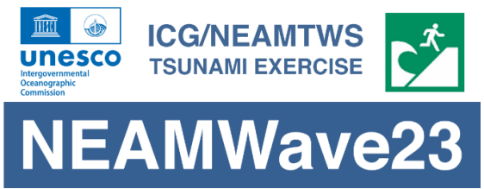 unesco
Intergovernmental
Oceanographic
Commission
ICG/NEAMTWS
TSUNAMI EXERCISE
NEAMWave23